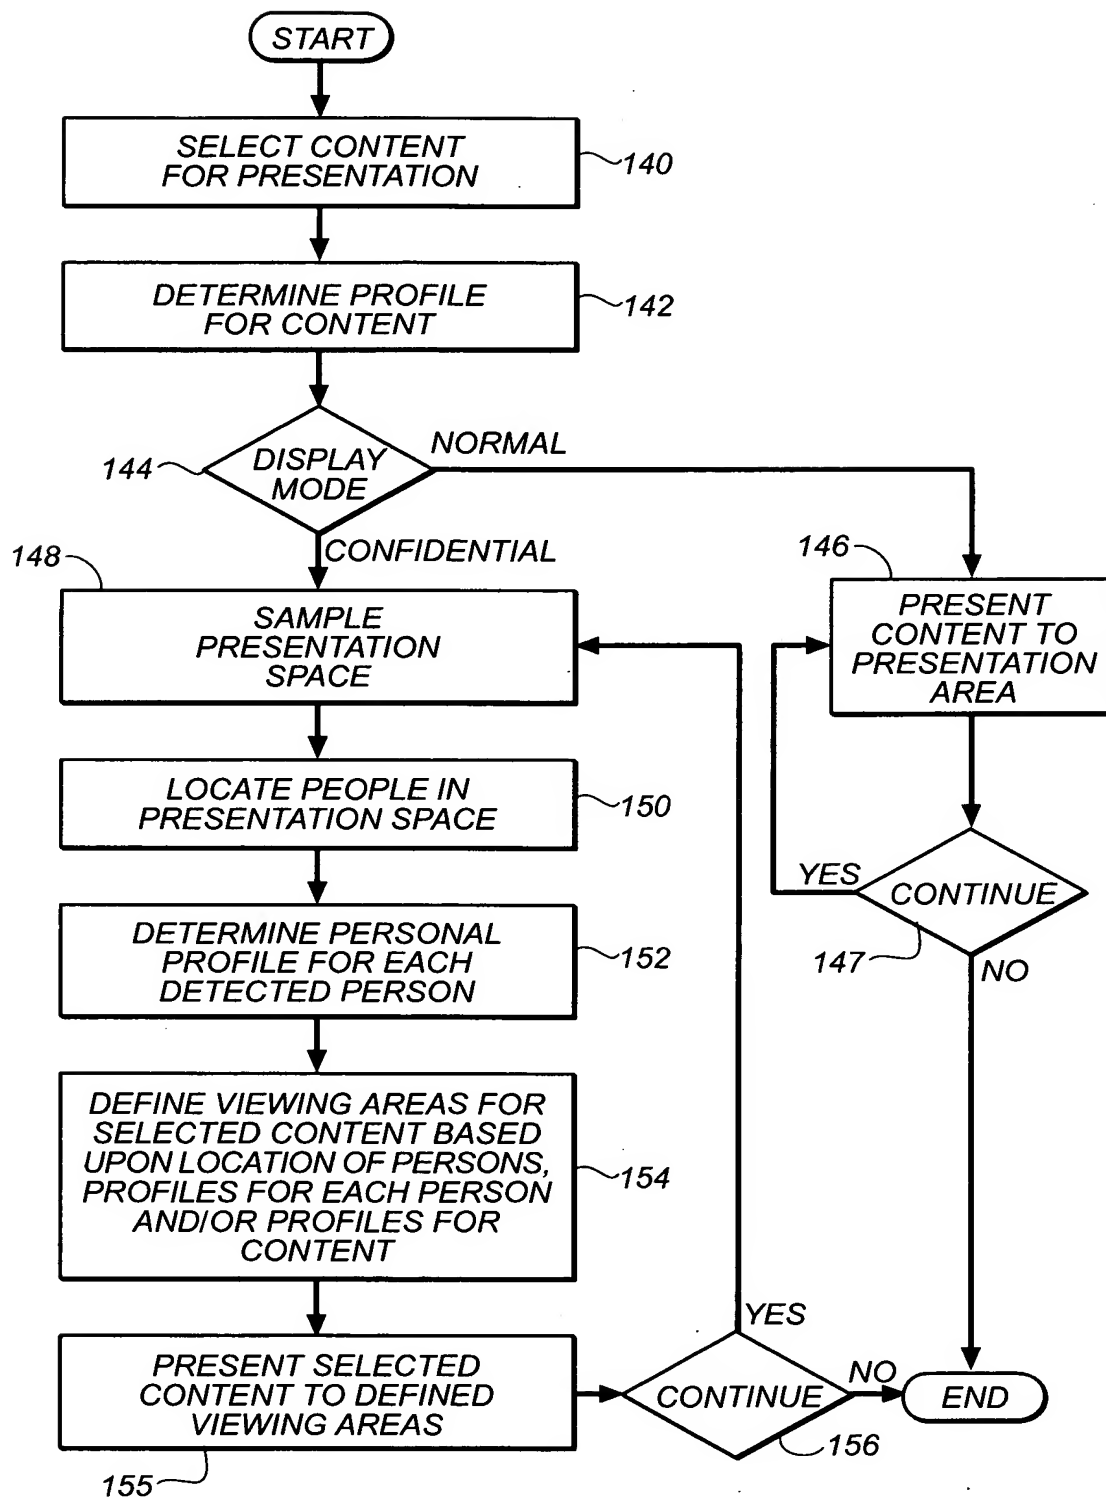 START
SELECT CONTENT
FOR PRESENTATION
140
DETERMINE PROFILE
FOR CONTENT
142
144
DISPLAY
MODE
NORMAL
CONFIDENTIAL
148
SAMPLE
PRESENTATION
SPACE
146
PRESENT
CONTENT TO
PRESENTATION
AREA
LOCATE PEOPLE IN
PRESENTATION SPACE
150
YES
CONTINUE
147
NO
DETERMINE PERSONAL
PROFILE FOR EACH
DETECTED PERSON
152
DEFINE VIEWING AREAS FOR
SELECTED CONTENT BASED
UPON LOCATION OF PERSONS,
PROFILES FOR EACH PERSON
AND/OR PROFILES FOR
CONTENT
154
PRESENT SELECTED
CONTENT TO DEFINED
VIEWING AREAS
155
YES
CONTINUE
156
NO
END